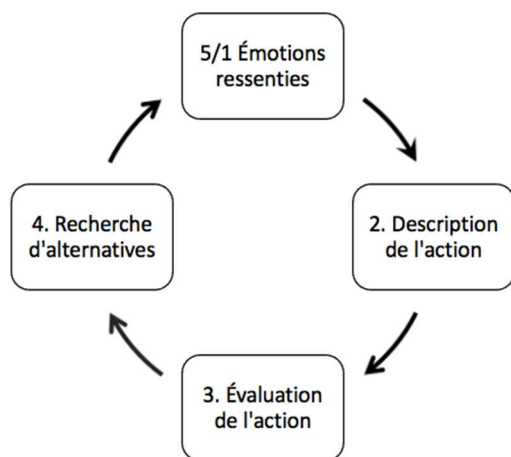 5/1 Émotions
ressenties
2. Description
de l'action
3. Évaluation
de l'action
4. Recherche
d'alternatives